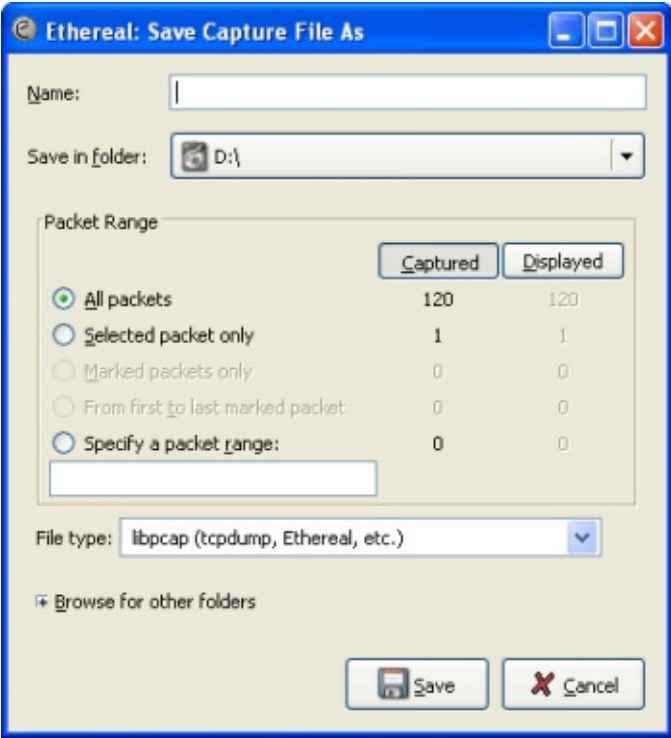 Ethereal: Save Capture File As
Name:
Save in folder: D:\
Packet Range
Captured Displayed
All packets 120 120
Selected packet only 1 1
Marked packets only 0 0
From first to last marked packet 0 0
Specify a packet range: 0 0
File type: libpcap (tcpdump, Ethereal, etc.)
Browse for other folders
Save Cancel